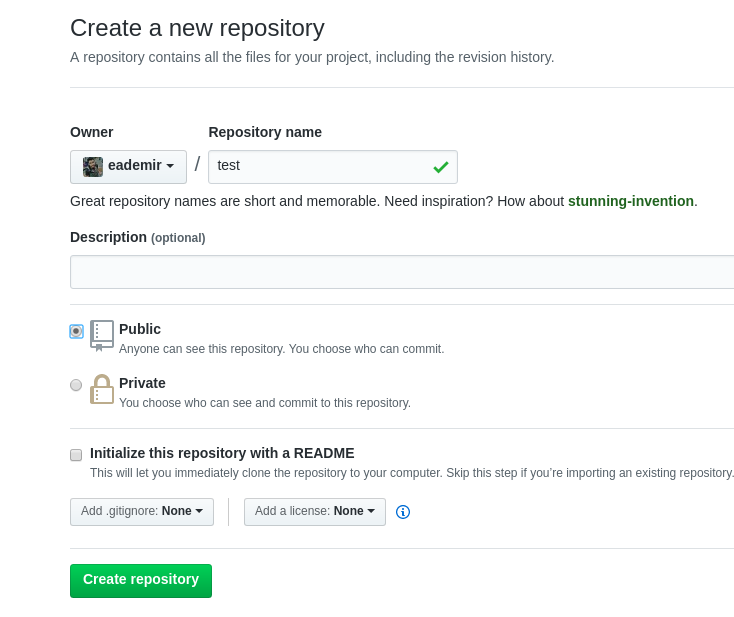 Create a new repository
A repository contains all the files for your project, including the revision history.
Owner Repository name
eademir / test
Great repository names are short and memorable. Need inspiration? How about stunning-invention.
Description (optional)
Public
Anyone can see this repository. You choose who can commit.
Private
You choose who can see and commit to this repository.
Initialize this repository with a README
This will let you immediately clone the repository to your computer. Skip this step if you’re importing an existing repository.
Add .gitignore: None Add a license: None
Create repository